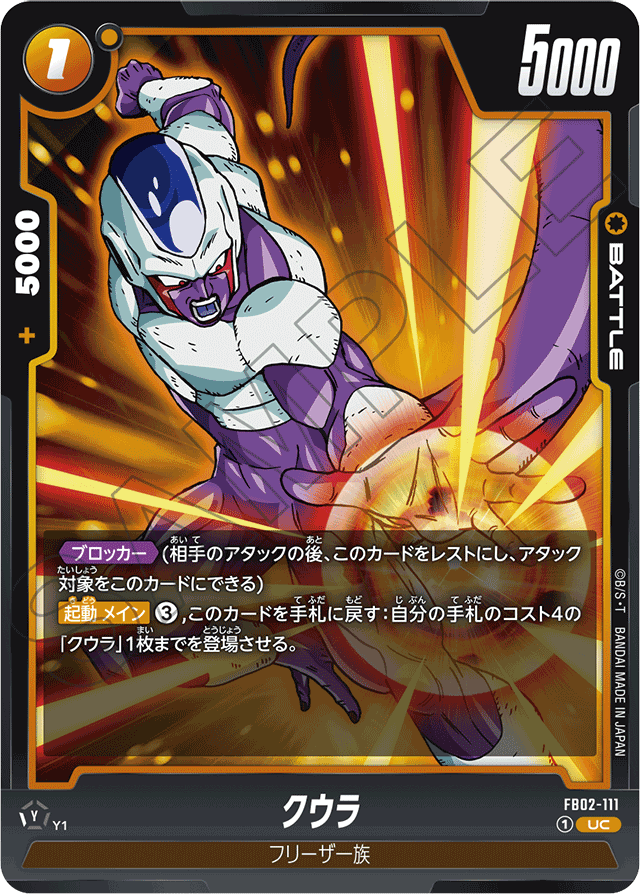 1
5000
+ 5000
BATTLE
SAMPLE
ブロッカー (相手のアタックの後、このカードをレストにし、アタック
対象をこのカードにできる)
起動メイン ③,このカードを手札に戻す:自分の手札のコスト4の
「クウラ」1枚までを登場させる。
©B/S・T BANDAI MADE IN JAPAN
Y Y1
クウラ
FB02-111
① UC
フリーザー族